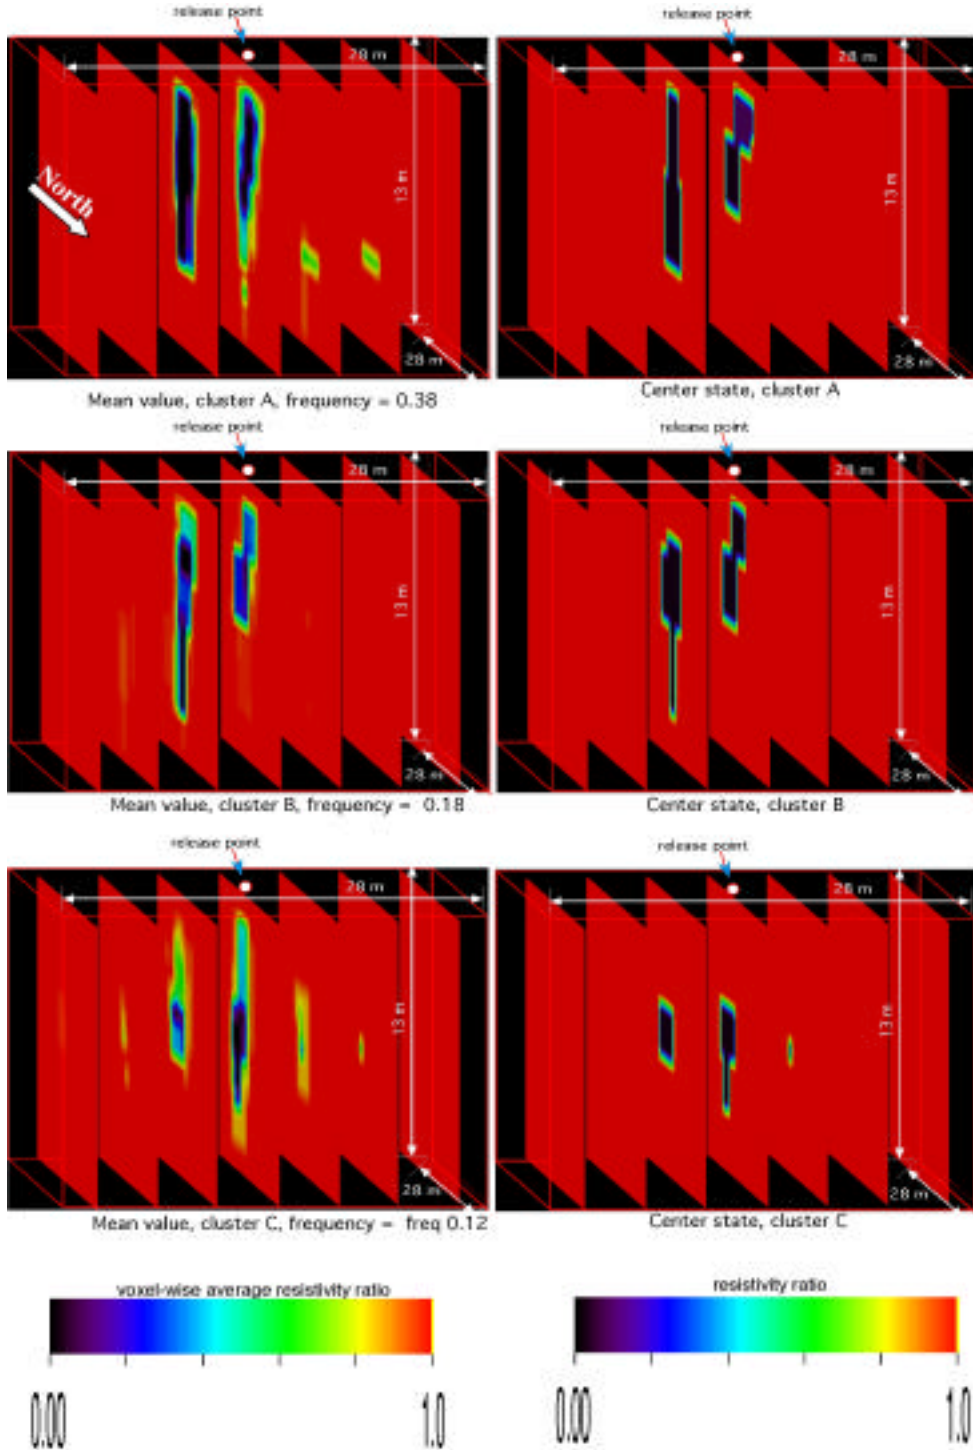 release point
release point
28 m
28 m
13 m
13 m
North
28 m
28 m
Mean value, cluster A, frequency = 0.38
Center state, cluster A
release point
release point
28 m
28 m
13 m
13 m
28 m
28 m
Mean value, cluster B, frequency = 0.18
Center state, cluster B
release point
release point
28 m
28 m
13 m
13 m
28 m
28 m
Mean value, cluster C, frequency = freq 0.12
Center state, cluster C
voxel-wise average resistivity ratio
resistivity ratio
0.00
1.0
0.00
1.0